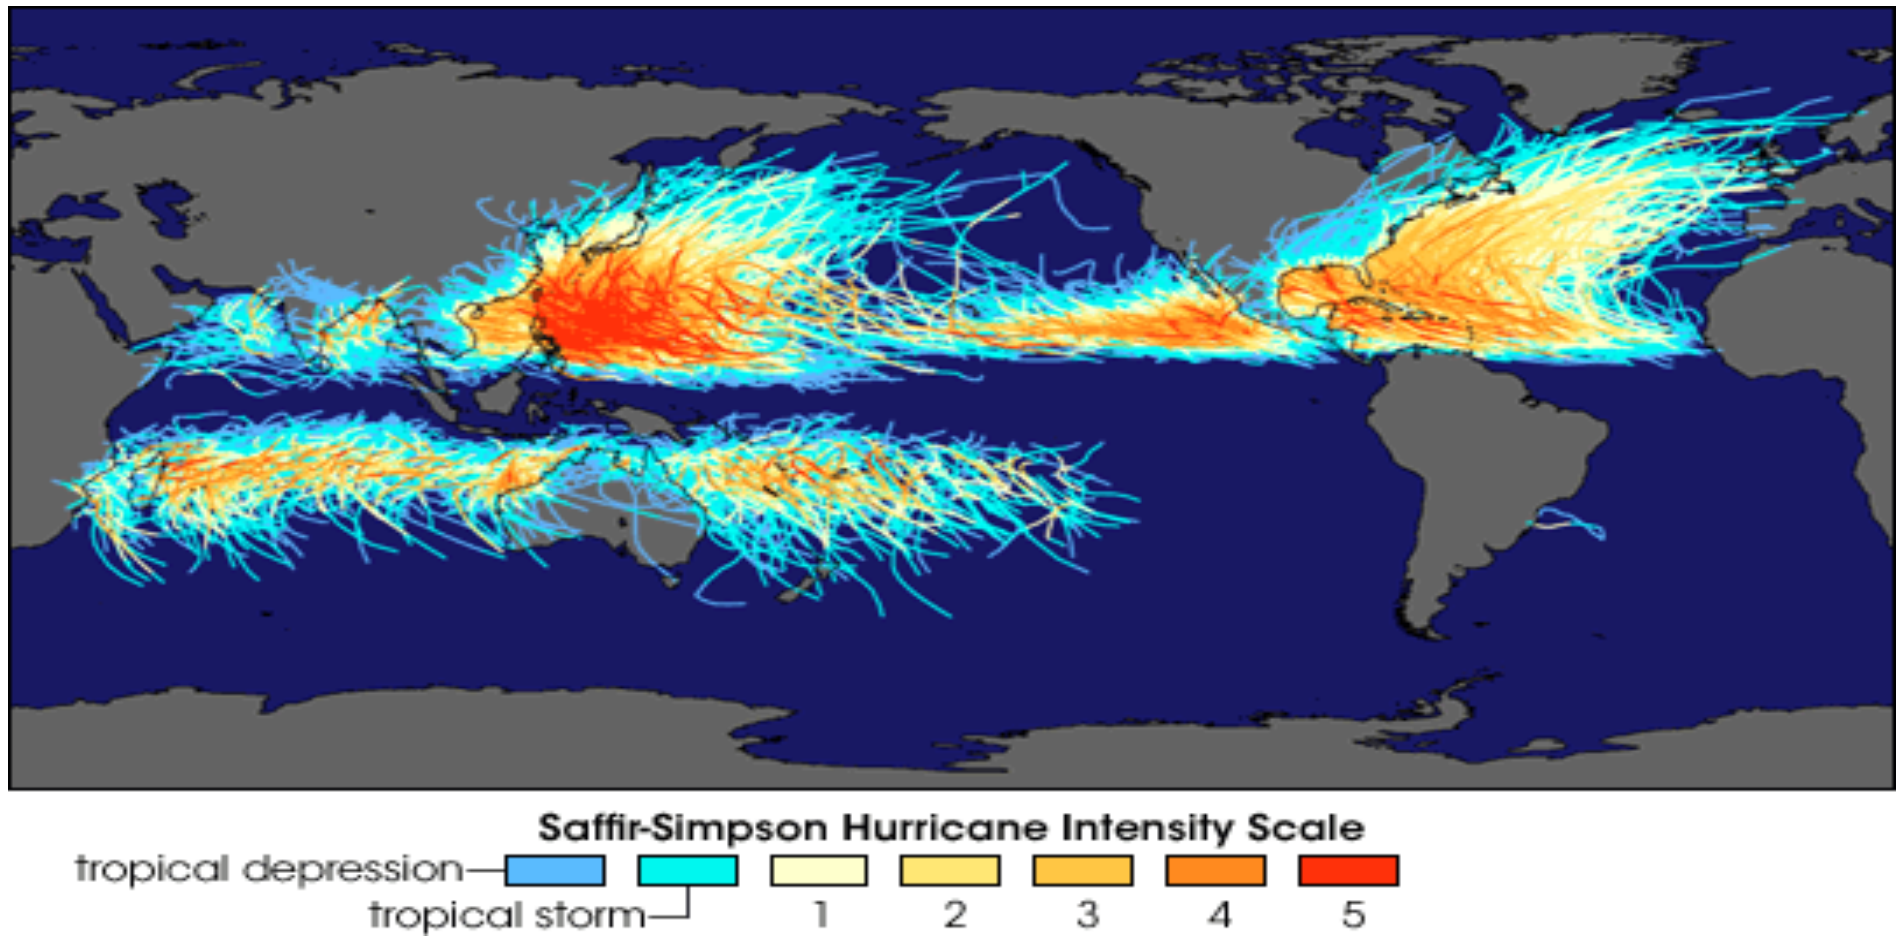 Saffir-Simpson Hurricane Intensity Scale
tropical depression
tropical storm
1 2 3 4 5